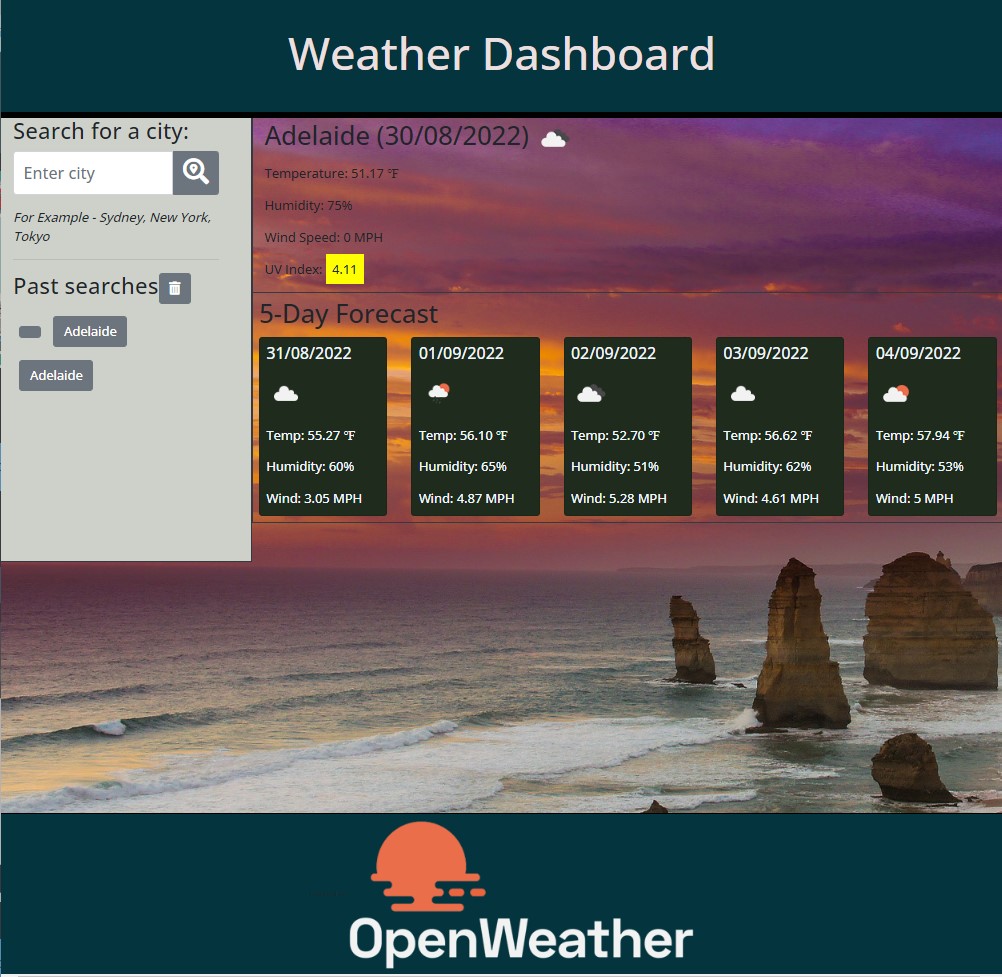 Weather Dashboard
Search for a city:
Enter city
For Example - Sydney, New York,
Tokyo
Past searches
Adelaide
Adelaide
Adelaide (30/08/2022)
Temperature: 51.17 °F
Humidity: 75%
Wind Speed: 0 MPH
UV Index: 4.11
5-Day Forecast
31/08/2022
Temp: 55.27 °F
Humidity: 60%
Wind: 3.05 MPH
01/09/2022
Temp: 56.10 °F
Humidity: 65%
Wind: 4.87 MPH
02/09/2022
Temp: 52.70 °F
Humidity: 51%
Wind: 5.28 MPH
03/09/2022
Temp: 56.62 °F
Humidity: 62%
Wind: 4.61 MPH
04/09/2022
Temp: 57.94 °F
Humidity: 53%
Wind: 5 MPH
OpenWeather